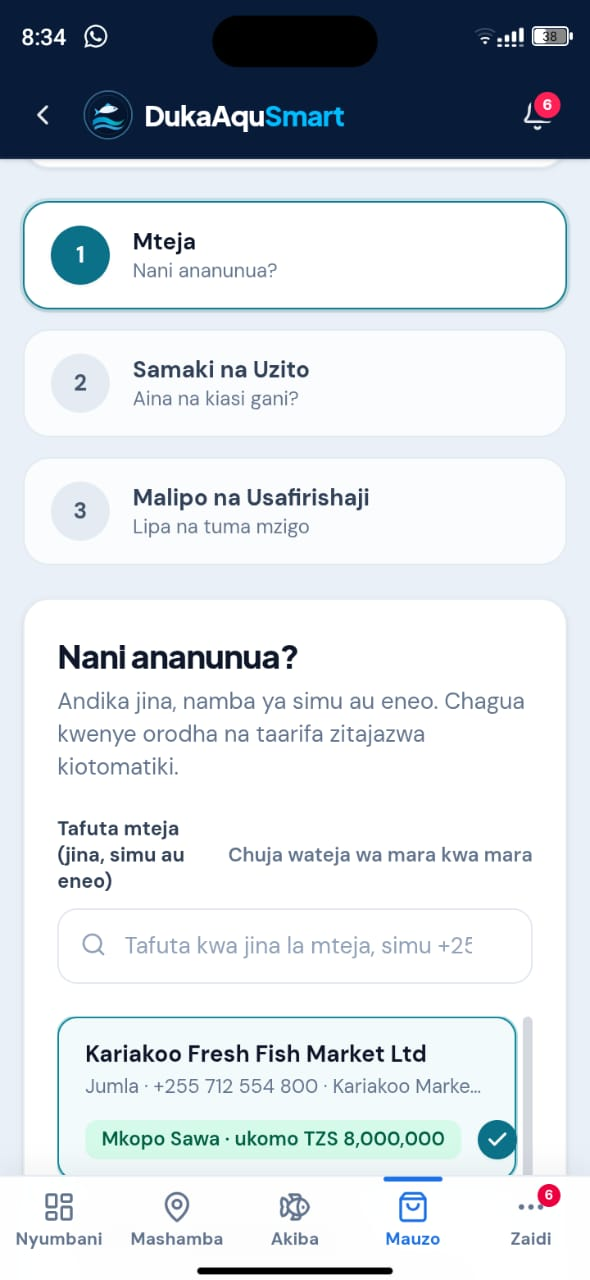 8:34
38
DukaAquSmart
6
1
Mteja
Nani ananunua?
2
Samaki na Uzito
Aina na kiasi gani?
3
Malipo na Usafirishaji
Lipa na tuma mzigo
Nani ananunua?
Andika jina, namba ya simu au eneo. Chagua
kwenye orodha na taarifa zitajazwa
kiotomatiki.
Tafuta mteja
(jina, simu au
eneo)
Chuja wateja wa mara kwa mara
Tafuta kwa jina la mteja, simu +25
Kariakoo Fresh Fish Market Ltd
Jumla · +255 712 554 800 · Kariakoo Marke...
Mkopo Sawa · ukomo TZS 8,000,000
6
Nyumbani
Mashamba
Akiba
Mauzo
Zaidi